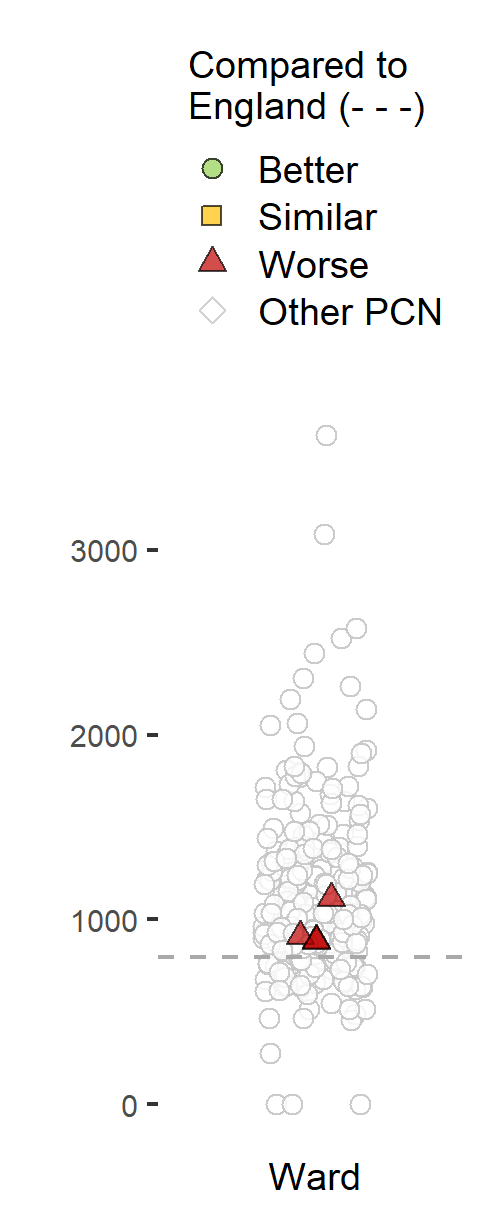 Compared to
England (- - -)
Better
Similar
Worse
Other PCN
3000
2000
1000
0
Ward